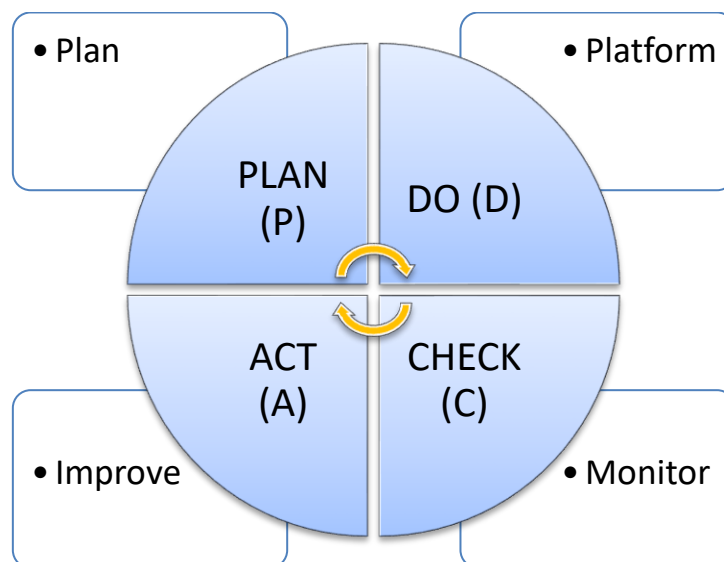 • Plan
• Platform
PLAN
(P)
DO (D)
ACT
(A)
CHECK
(C)
• Improve
• Monitor